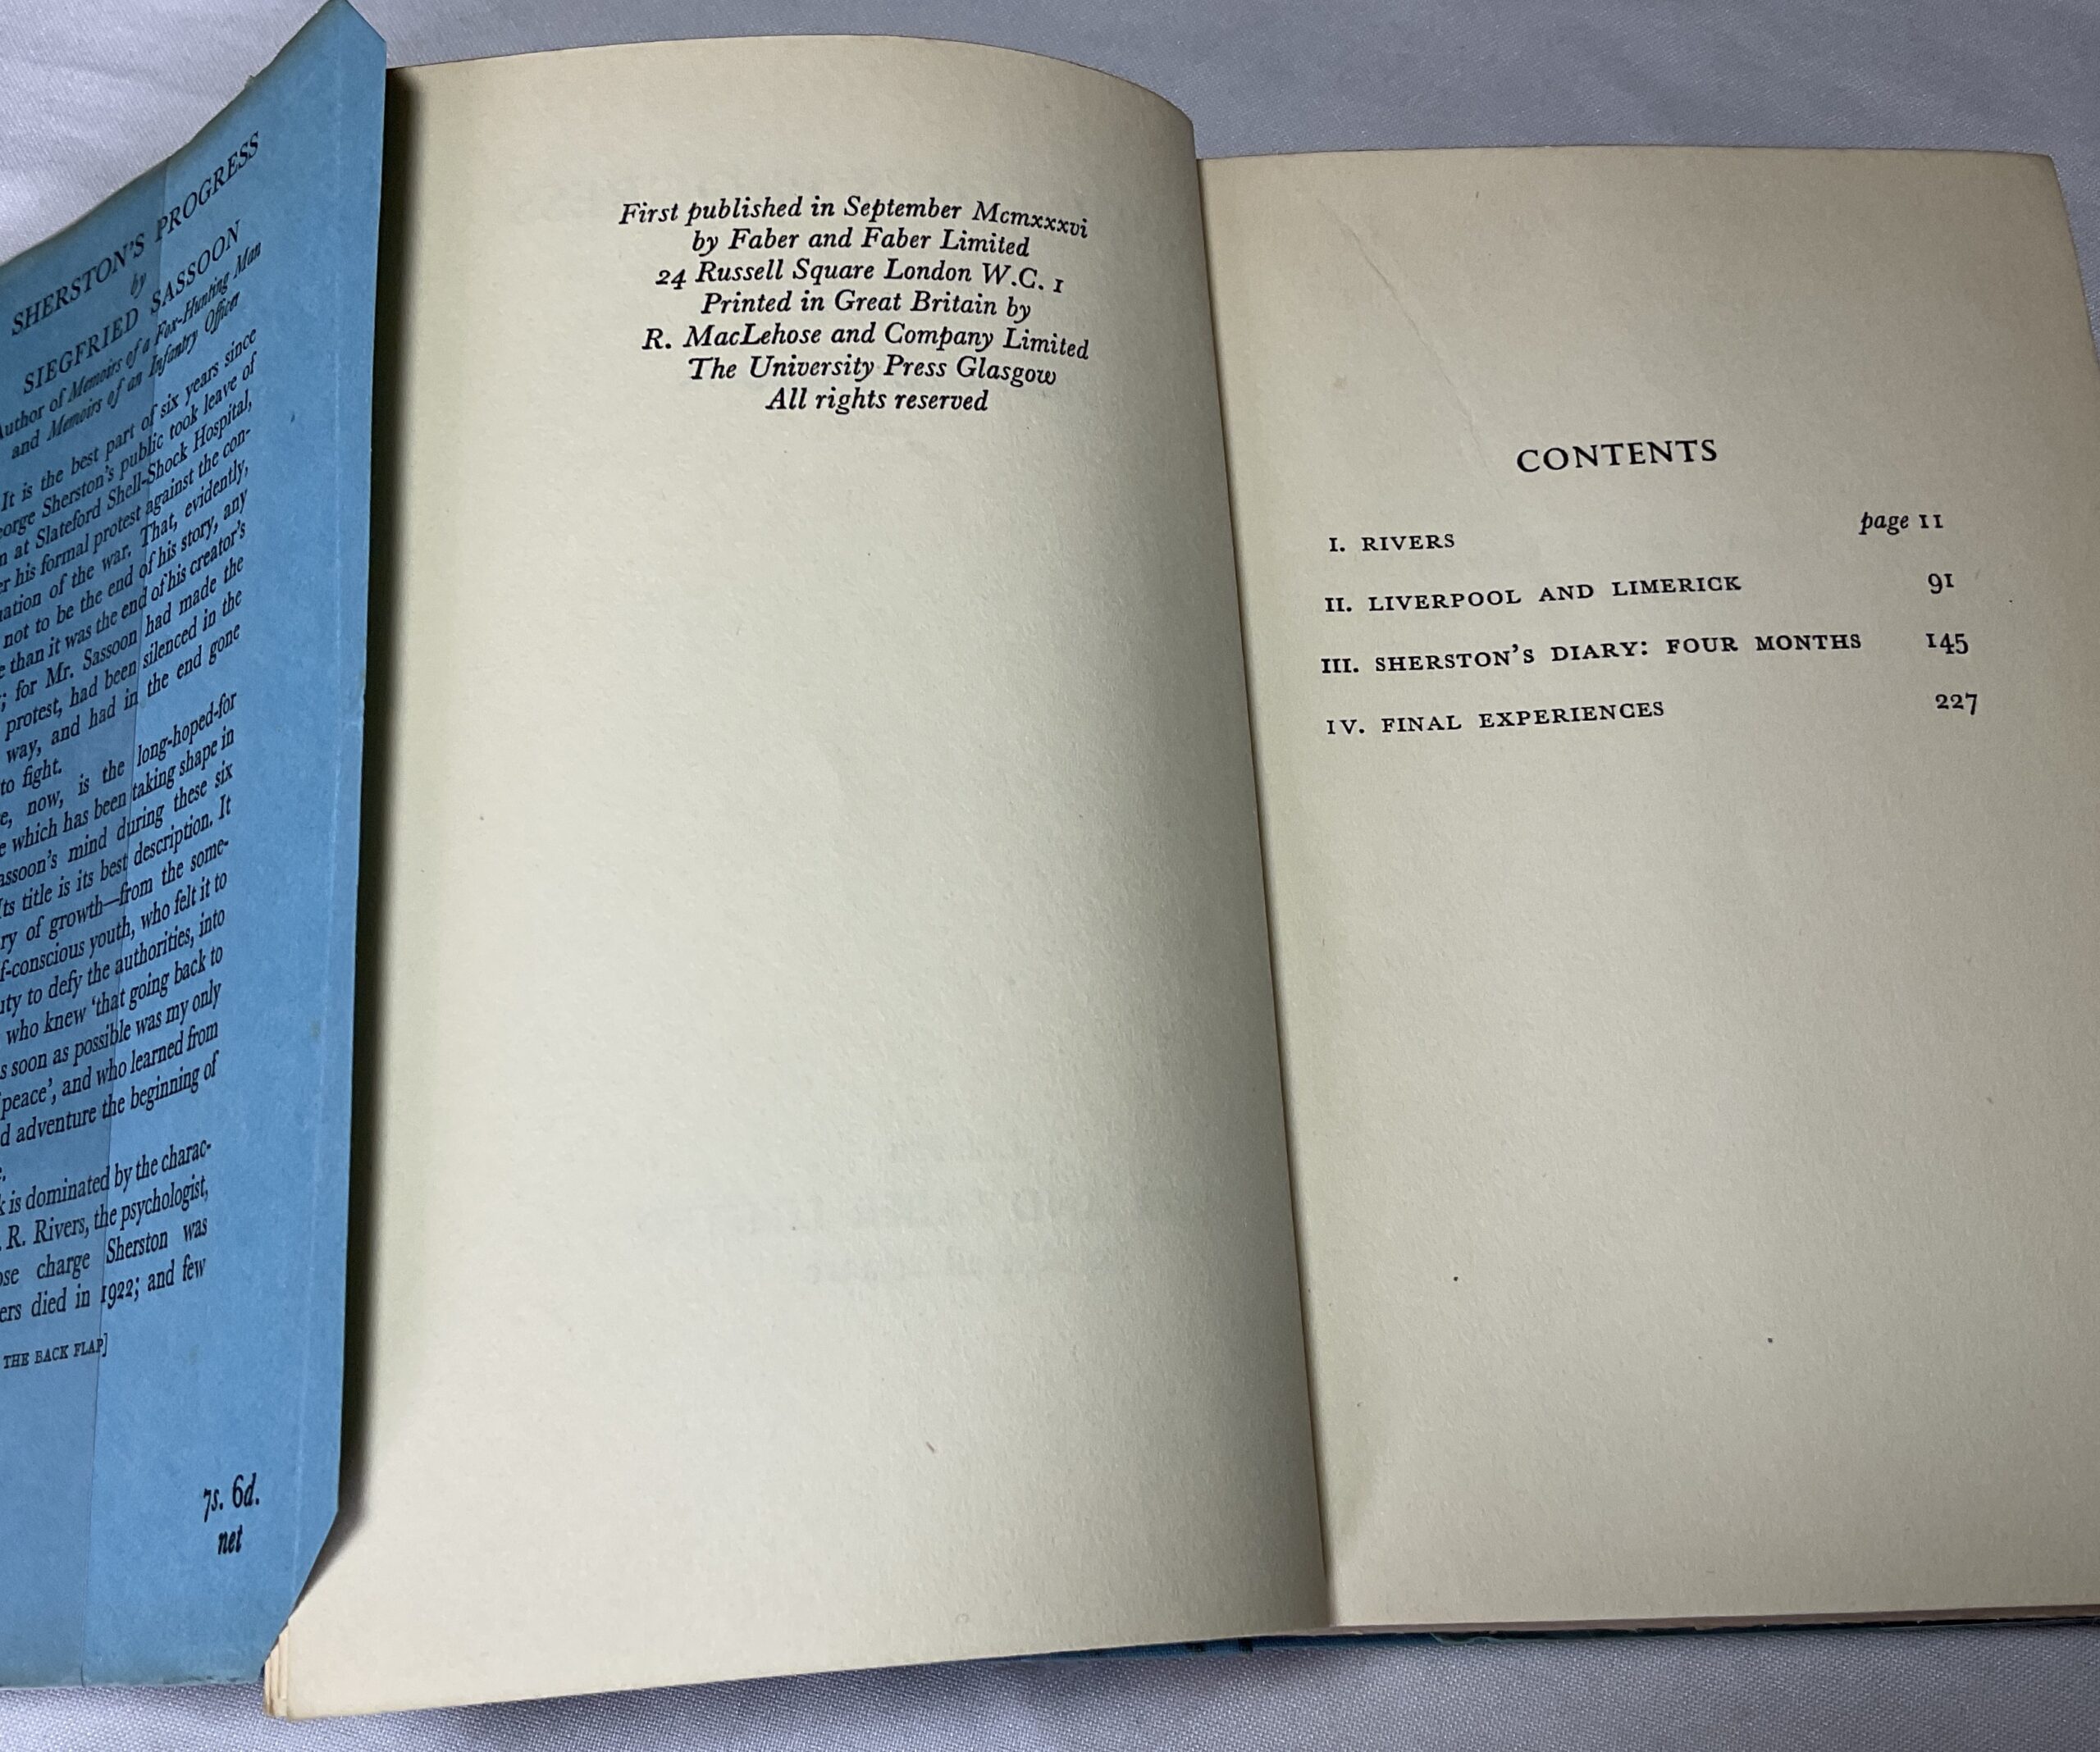 SHERSTON'S PROGRESS
by
SIEGFRIED SASSOON
Author of Memoirs of a Fox-Hunting Man
and Memoirs of an Infantry Officer
It is the best part of six years since
Sherston's public took leave of
at Slateford Shell-Shock Hospital,
his formal protest against the con-
of the war. That, evidently,
not to be the end of his story, any
than it was the end of his creator's
; for Mr. Sassoon had made the
protest, had been silenced in the
way, and had in the end gone
to fight.
now, is the long-hoped-for
which has been taking shape in
mind during these six
title is its best description. It
of growth—from the some-
youth, who felt it to
to defy the authorities, into
who knew 'that going back to
soon as possible was my only
peace', and who learned from
adventure the beginning of
is dominated by the charac-
R. Rivers, the psychologist,
charge Sherston was
died in 1922; and few
THE BACK FLAP]
7s. 6d.
net
First published in September Mcmxxxvi
by Faber and Faber Limited
24 Russell Square London W.C. 1
Printed in Great Britain by
R. MacLehose and Company Limited
The University Press Glasgow
All rights reserved
CONTENTS
I. RIVERS page 11
II. LIVERPOOL AND LIMERICK 91
III. SHERSTON'S DIARY: FOUR MONTHS 145
IV. FINAL EXPERIENCES 227